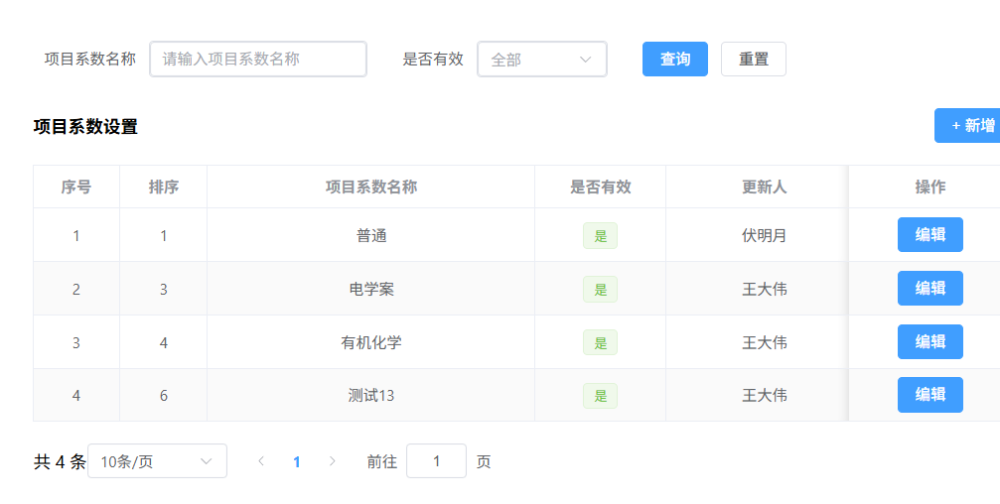 项目系数名称 请输入项目系数名称 是否有效 全部 查询 重置
项目系数设置 + 新增
序号 排序 项目系数名称 是否有效 更新人 操作
1 1 普通 是 伏明月 编辑
2 3 电学案 是 王大伟 编辑
3 4 有机化学 是 王大伟 编辑
4 6 测试13 是 王大伟 编辑
共 4 条 10条/页 1 前往 1 页